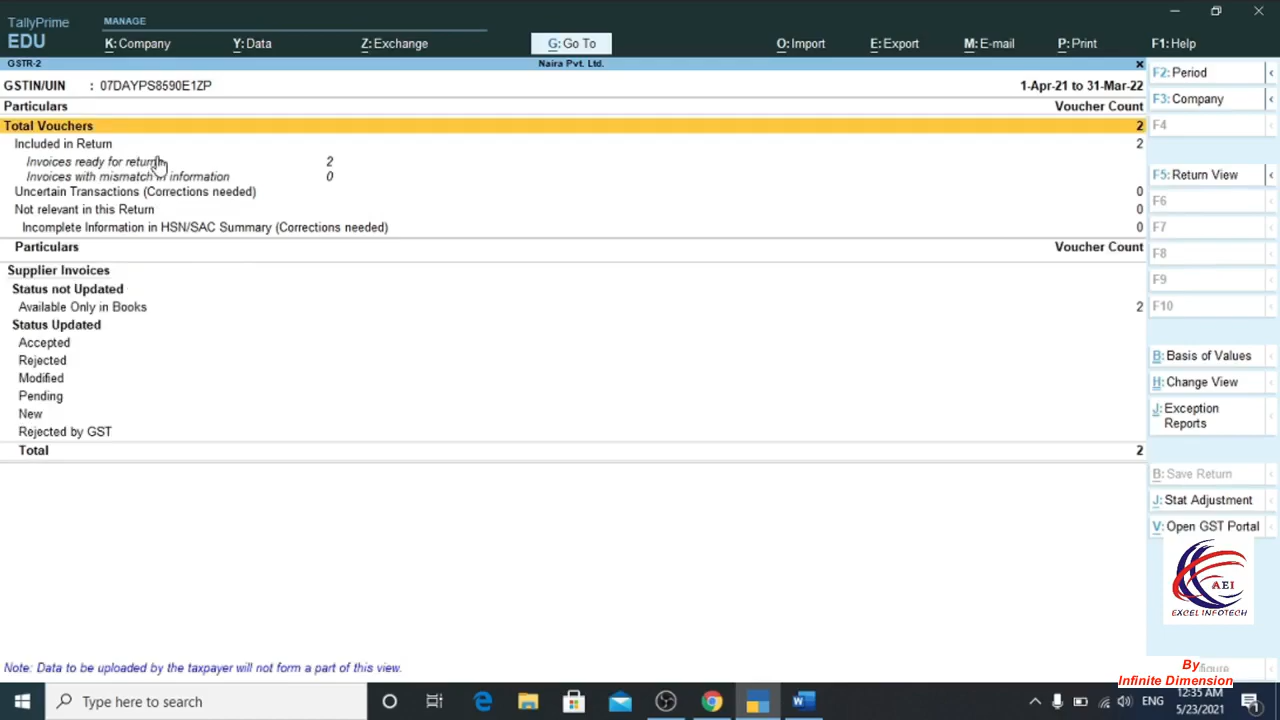 TallyPrime
EDU
MANAGE
K: Company
Y: Data
Z: Exchange
G: Go To
O: Import
E: Export
M: E-mail
P: Print
F1: Help
GSTR-2
Naira Pvt. Ltd.
GSTIN/UIN : 07DAYPS8590E1ZP
1-Apr-21 to 31-Mar-22
Particulars Voucher Count
Total Vouchers 2
Included in Return 2
Invoices ready for return 2
Invoices with mismatch in information 0
Uncertain Transactions (Corrections needed) 0
Not relevant in this Return 0
Incomplete Information in HSN/SAC Summary (Corrections needed) 0
Particulars Voucher Count
Supplier Invoices
Status not Updated
Available Only in Books 2
Status Updated
Accepted
Rejected
Modified
Pending
New
Rejected by GST
Total 2
Note: Data to be uploaded by the taxpayer will not form a part of this view.
F2: Period
F3: Company
F4
F5: Return View
F6
F7
F8
F9
F10
B: Basis of Values
H: Change View
J: Exception
Reports
B: Save Return
J: Stat Adjustment
V: Open GST Portal
AEI
EXCEL INFOTECH
By
Infinite Dimension
Type here to search
ENG
12:35 AM
5/23/2021